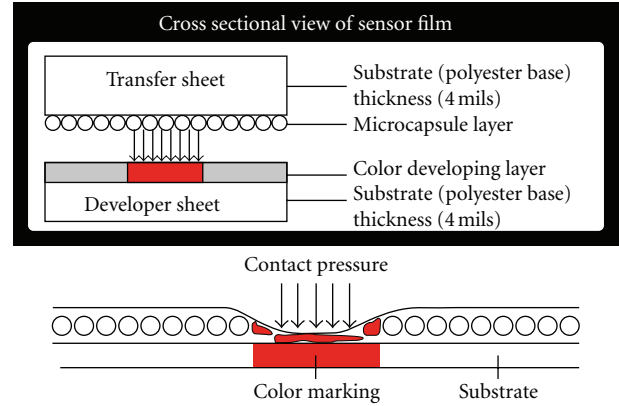 Cross sectional view of sensor film
Transfer sheet
Substrate (polyester base)
thickness (4 mils)
Microcapsule layer
Color developing layer
Developer sheet
Substrate (polyester base)
thickness (4 mils)
Contact pressure
Color marking
Substrate